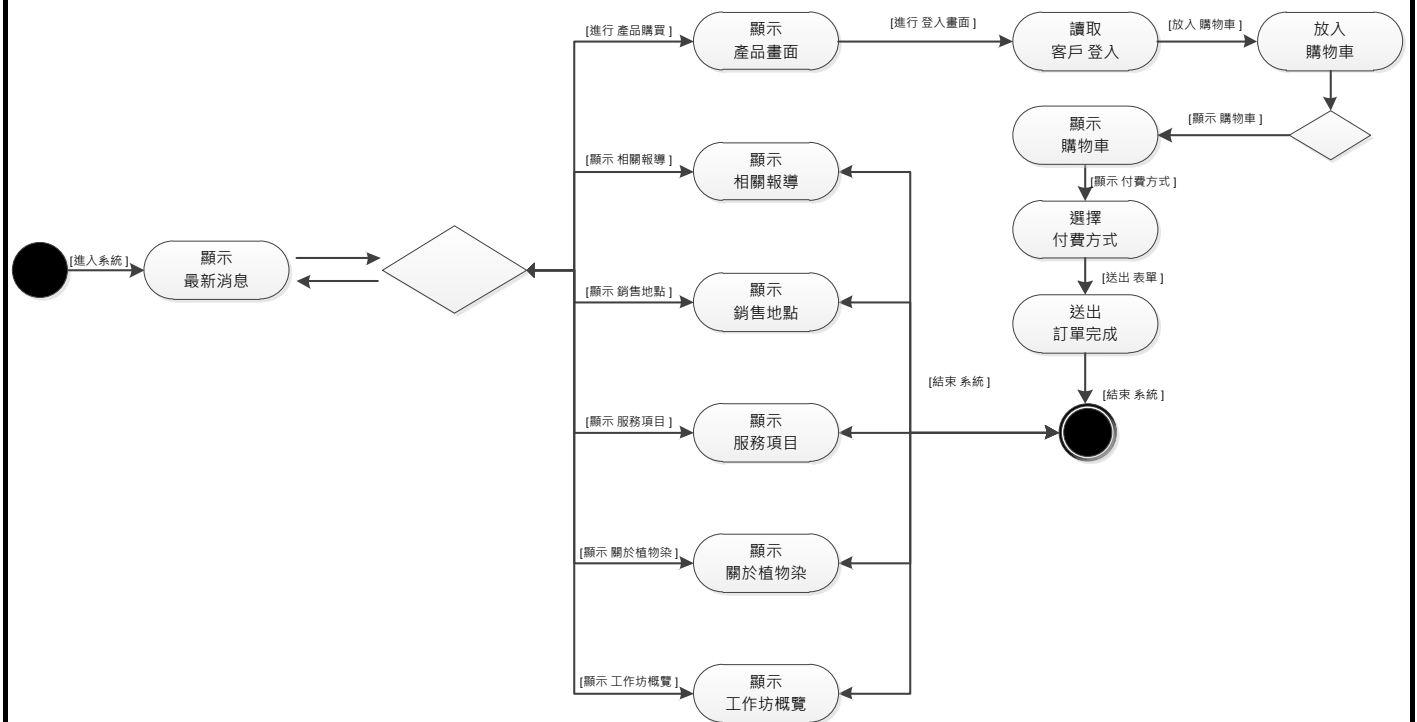 [進行 產品購買 ]
顯示
產品畫面
[進行 登入畫面 ]
讀取
客戶 登入
[放入 購物車 ]
放入
購物車
[顯示 購物車 ]
顯示
購物車
[顯示 付費方式 ]
選擇
付費方式
[送出 表單 ]
送出
訂單完成
[結束 系統 ]
[進入系統 ]
顯示
最新消息
[顯示 相關報導 ]
顯示
相關報導
[顯示 銷售地點 ]
顯示
銷售地點
[顯示 服務項目 ]
顯示
服務項目
[結束 系統 ]
[顯示 關於植物染 ]
顯示
關於植物染
[顯示 工作坊概覽 ]
顯示
工作坊概覽